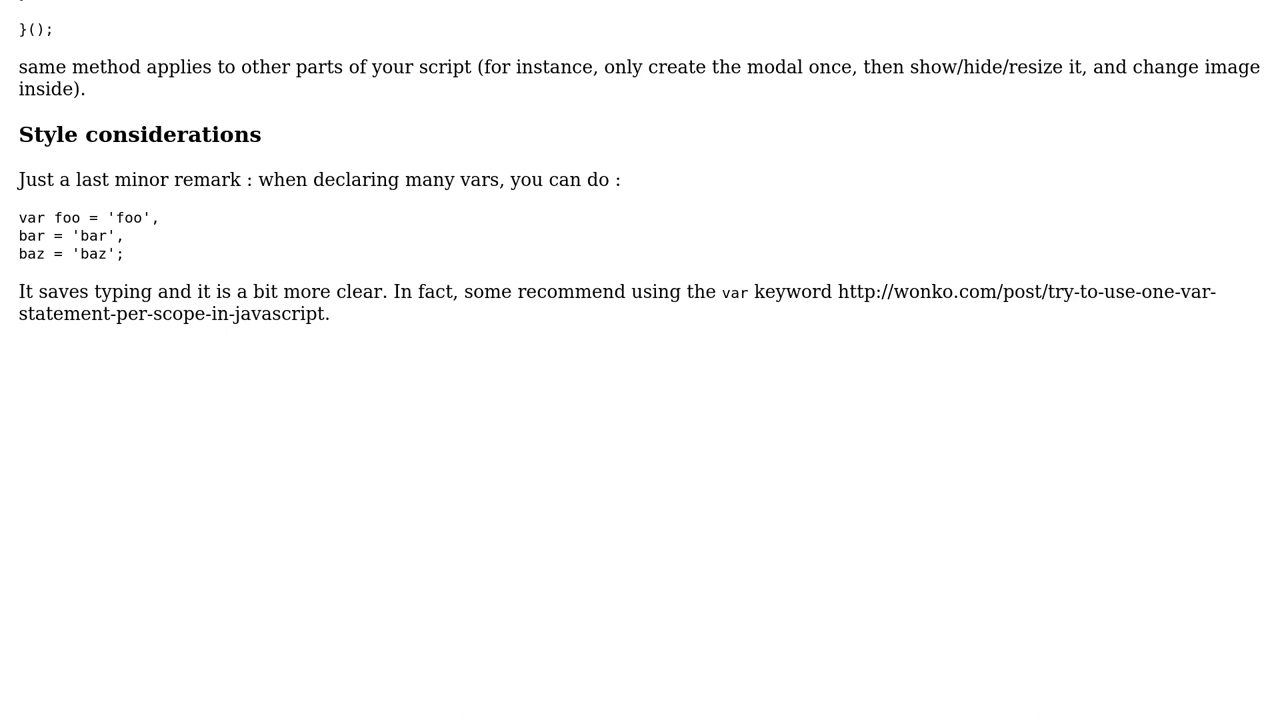 }();
same method applies to other parts of your script (for instance, only create the modal once, then show/hide/resize it, and change image
inside).
Style considerations
Just a last minor remark : when declaring many vars, you can do :
var foo = 'foo',
bar = 'bar',
baz = 'baz';
It saves typing and it is a bit more clear. In fact, some recommend using the var keyword http://wonko.com/post/try-to-use-one-var-
statement-per-scope-in-javascript.